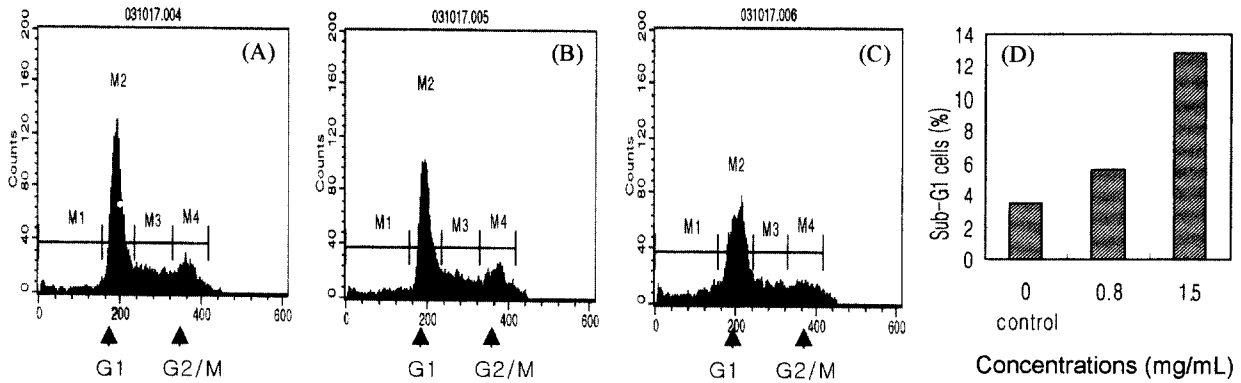 031017.004
(A)
200
160
120
80
40
0
Counts
M2
M1
M3
M4
0
200
400
600
G1
G2/M
031017.005
(B)
200
160
120
80
40
0
Counts
M2
M1
M3
M4
0
200
400
600
G1
G2/M
031017.006
(C)
200
160
120
80
40
0
Counts
M2
M1
M3
M4
0
200
400
600
G1
G2/M
(D)
14
12
10
8
6
4
2
0
Sub-G1 cells (%)
0
0.8
1.5
control
Concentrations (mg/mL)